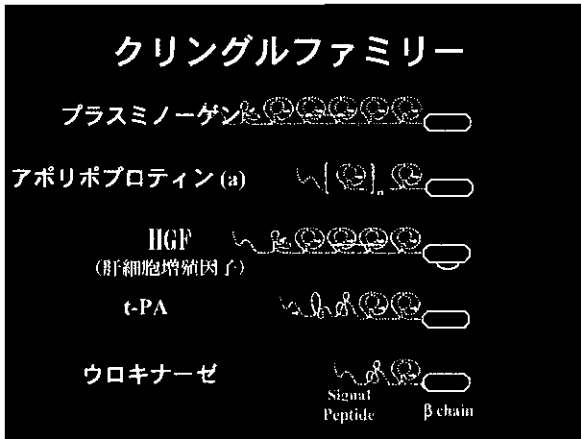 クリングルファミリー
プラスミノーゲン
アポリポプロティン (a)
n
HGF
(肝細胞増殖因子)
t-PA
ウロキナーゼ
Signal
Peptide
β chain